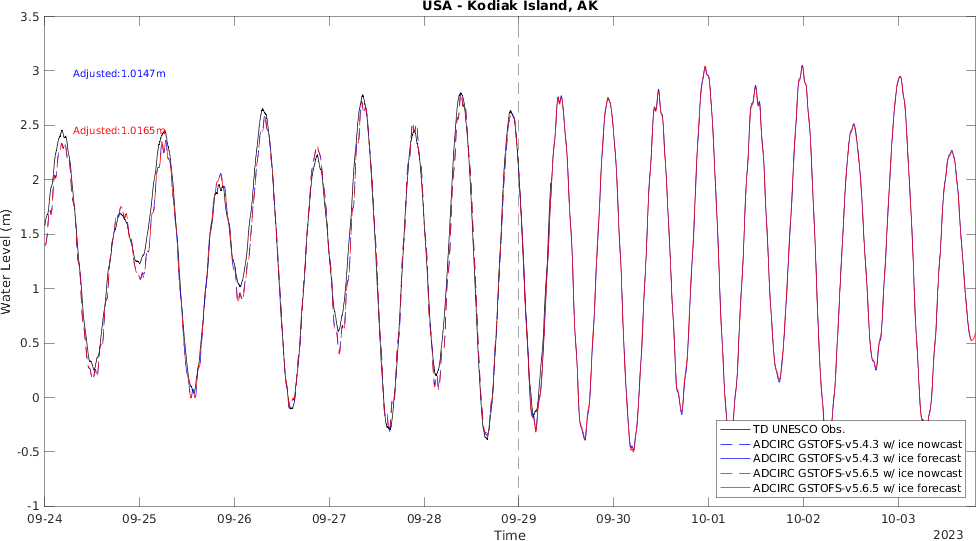 USA - Kodiak Island, AK
3.5
3
2.5
2
1.5
1
0.5
0
-0.5
-1
Water Level (m)
Adjusted:1.0147m
Adjusted:1.0165m
TD UNESCO Obs.
ADCIRC GSTOFS-v5.4.3 w/ ice nowcast
ADCIRC GSTOFS-v5.4.3 w/ ice forecast
ADCIRC GSTOFS-v5.6.5 w/ ice nowcast
ADCIRC GSTOFS-v5.6.5 w/ ice forecast
09-24 09-25 09-26 09-27 09-28 09-29 09-30 10-01 10-02 10-03
Time
2023